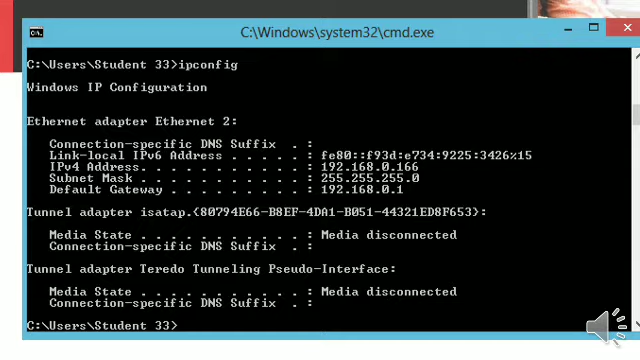 C:\Windows\system32\cmd.exe
C:\Users\Student 33>ipconfig
Windows IP Configuration
Ethernet adapter Ethernet 2:
Connection-specific DNS Suffix . :
Link-local IPv6 Address . . . . . : fe80::f93d:e734:9225:3426%15
IPv4 Address. . . . . . . . . . . : 192.168.0.166
Subnet Mask . . . . . . . . . . . : 255.255.255.0
Default Gateway . . . . . . . . . : 192.168.0.1
Tunnel adapter isatap.{80794E66-B8EF-4DA1-B051-44321ED8F653}:
Media State . . . . . . . . . . . : Media disconnected
Connection-specific DNS Suffix . :
Tunnel adapter Teredo Tunneling Pseudo-Interface:
Media State . . . . . . . . . . . : Media disconnected
Connection-specific DNS Suffix . :
C:\Users\Student 33>